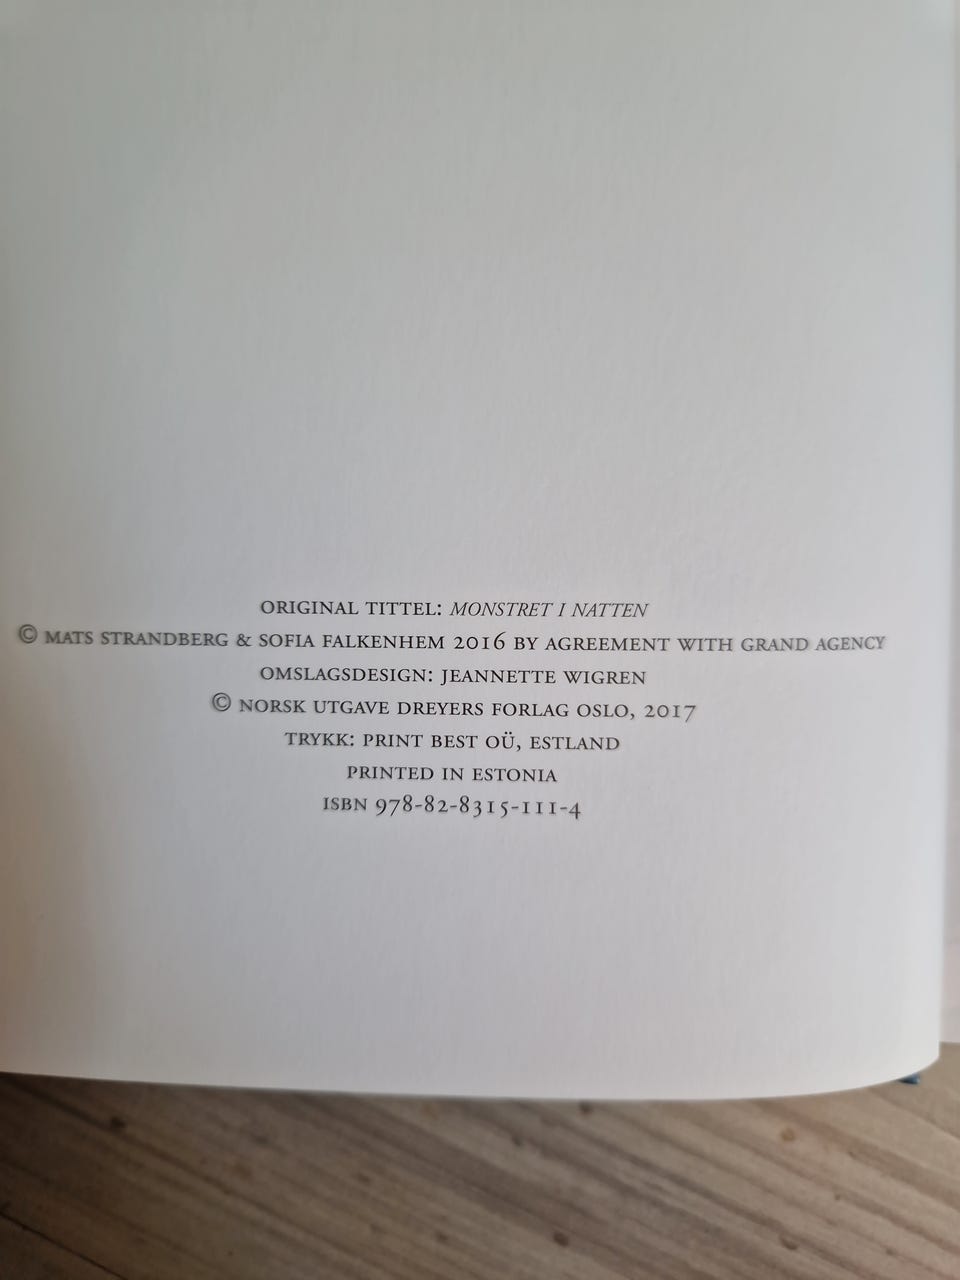 ORIGINAL TITTEL: MONSTRET I NATTEN
© MATS STRANDBERG & SOFIA FALKENHEM 2016 BY AGREEMENT WITH GRAND AGENCY
OMSLAGSDESIGN: JEANNETTE WIGREN
© NORSK UTGAVE DREYERS FORLAG OSLO, 2017
TRYKK: PRINT BEST OÜ, ESTLAND
PRINTED IN ESTONIA
ISBN 978-82-8315-111-4